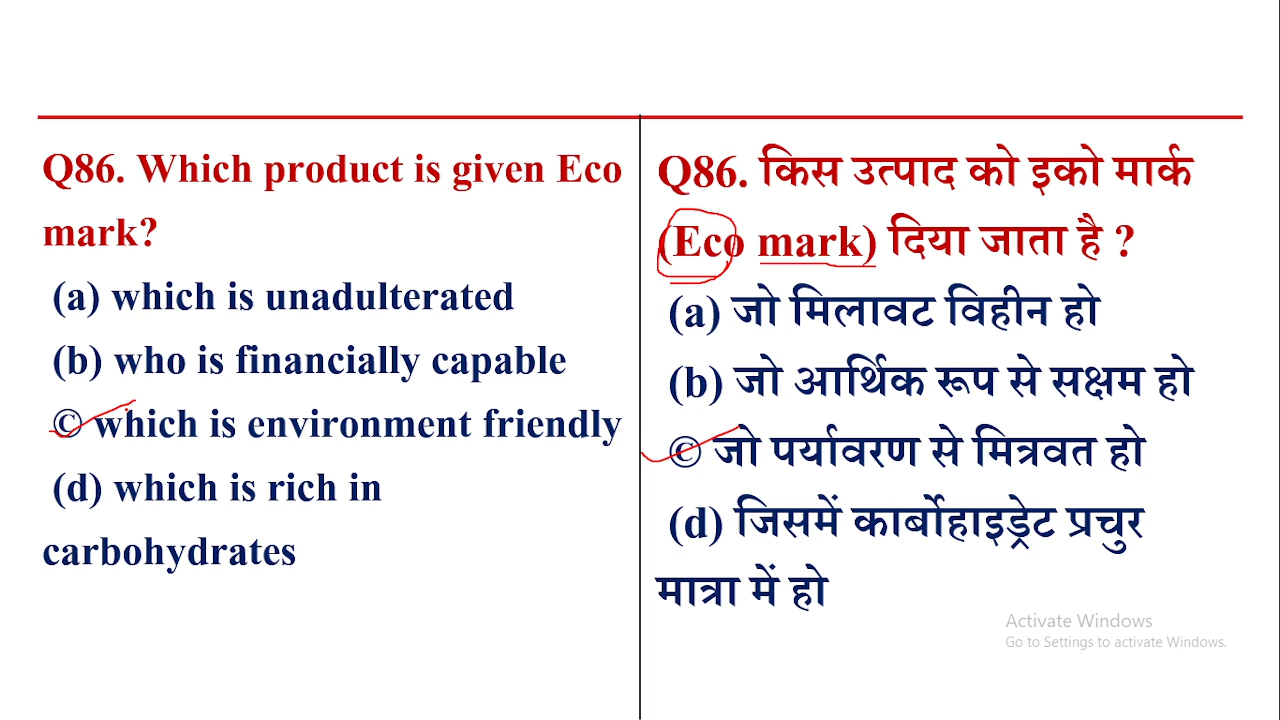 Q86. Which product is given Eco
mark?
(a) which is unadulterated
(b) who is financially capable
© which is environment friendly
(d) which is rich in
carbohydrates
Q86. किस उत्पाद को इको मार्क
(Eco mark) दिया जाता है ?
(a) जो मिलावट विहीन हो
(b) जो आर्थिक रूप से सक्षम हो
© जो पर्यावरण से मित्रवत हो
(d) जिसमें कार्बोहाइड्रेट प्रचुर
मात्रा में हो
Activate Windows
Go to Settings to activate Windows.